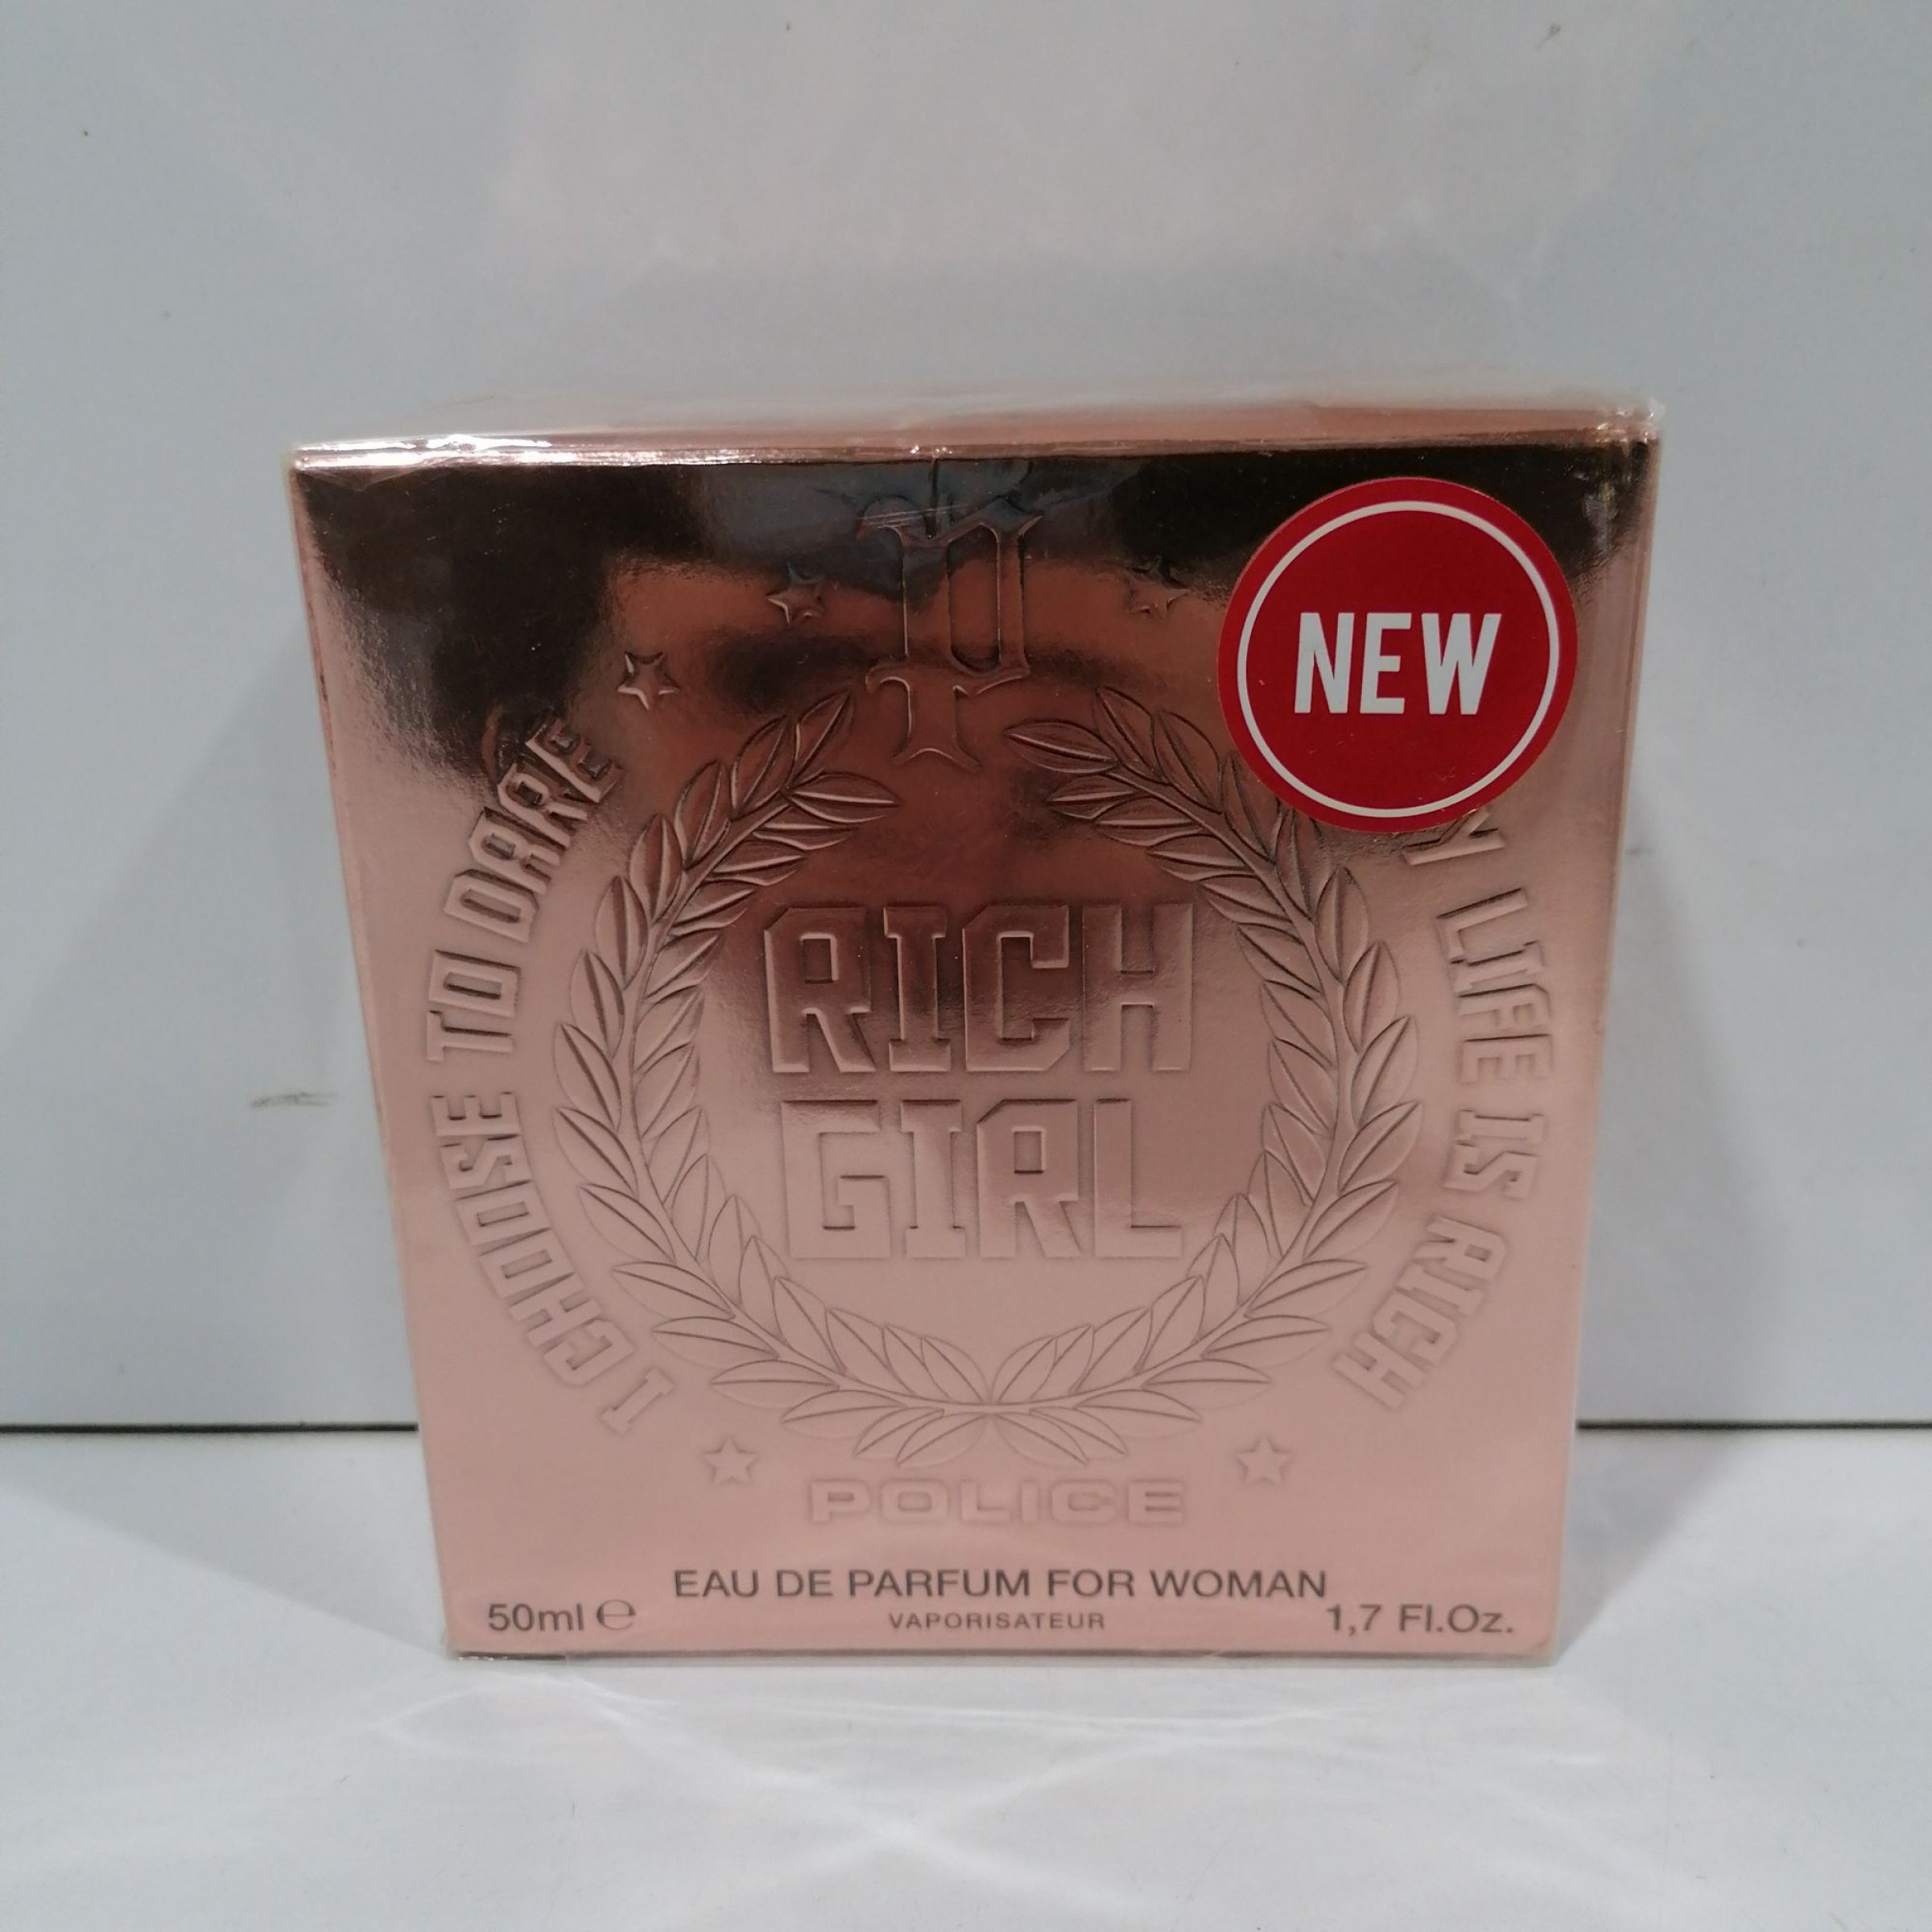 NEW
I CHOOSE TO DARE
LIFE IS RICH
RICH
GIRL
POLICE
EAU DE PARFUM FOR WOMAN
50ml ℮ VAPORISATEUR 1,7 Fl.Oz.